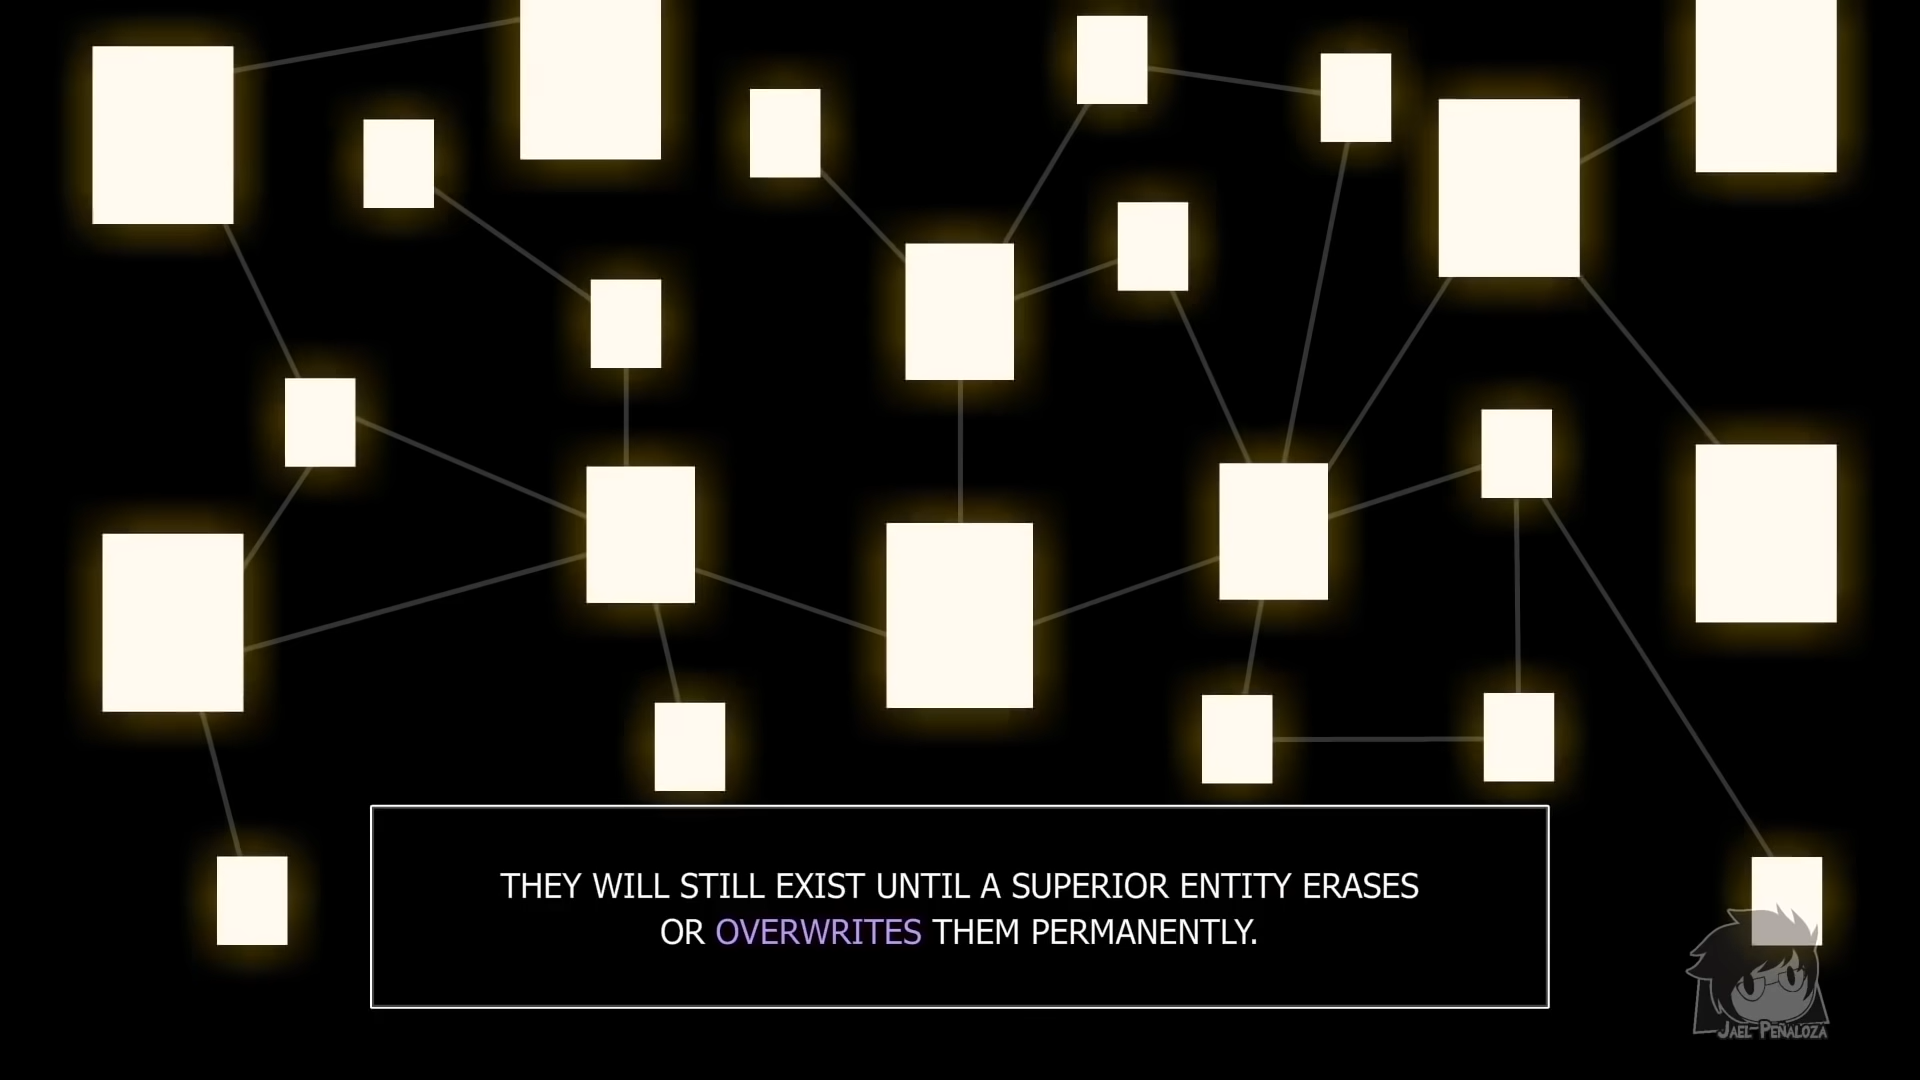 THEY WILL STILL EXIST UNTIL A SUPERIOR ENTITY ERASES
OR OVERWRITES THEM PERMANENTLY.
JAEL-PEÑALOZA